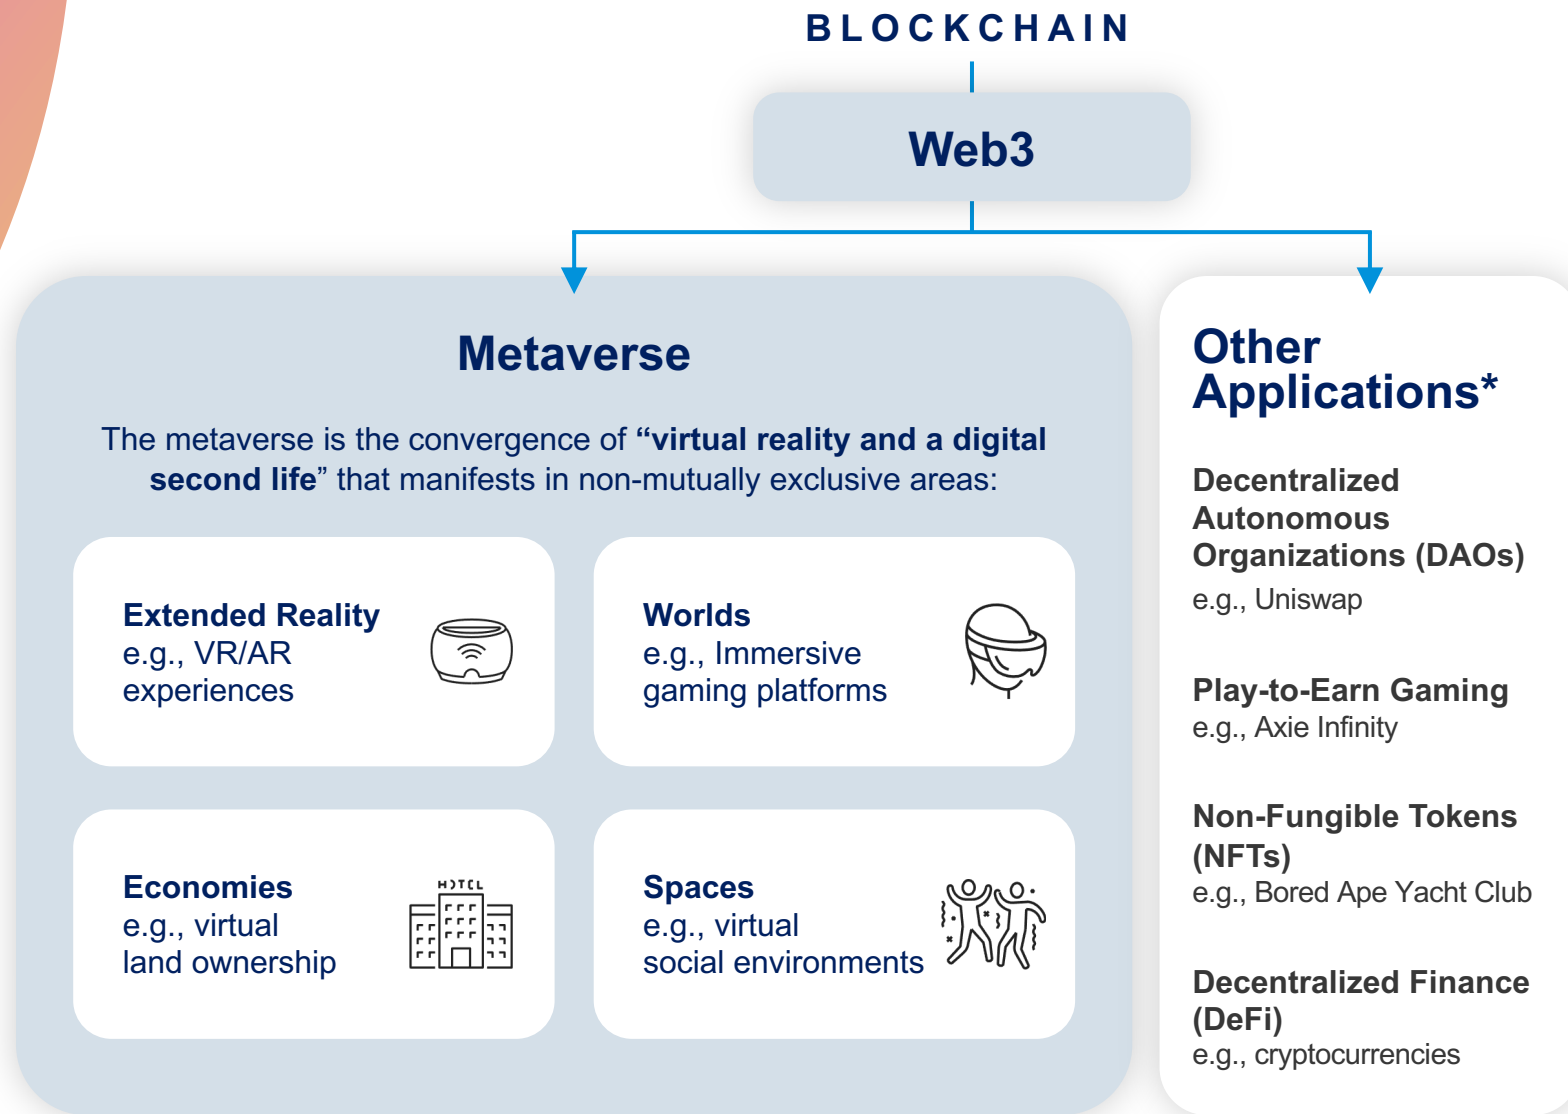 BLOCKCHAIN
Web3
Metaverse
The metaverse is the convergence of “virtual reality and a digital
second life” that manifests in non-mutually exclusive areas:
Extended Reality
e.g., VR/AR
experiences
Worlds
e.g., Immersive
gaming platforms
Economies
e.g., virtual
land ownership
Spaces
e.g., virtual
social environments
Other
Applications*
Decentralized
Autonomous
Organizations (DAOs)
e.g., Uniswap
Play-to-Earn Gaming
e.g., Axie Infinity
Non-Fungible Tokens
(NFTs)
e.g., Bored Ape Yacht Club
Decentralized Finance
(DeFi)
e.g., cryptocurrencies